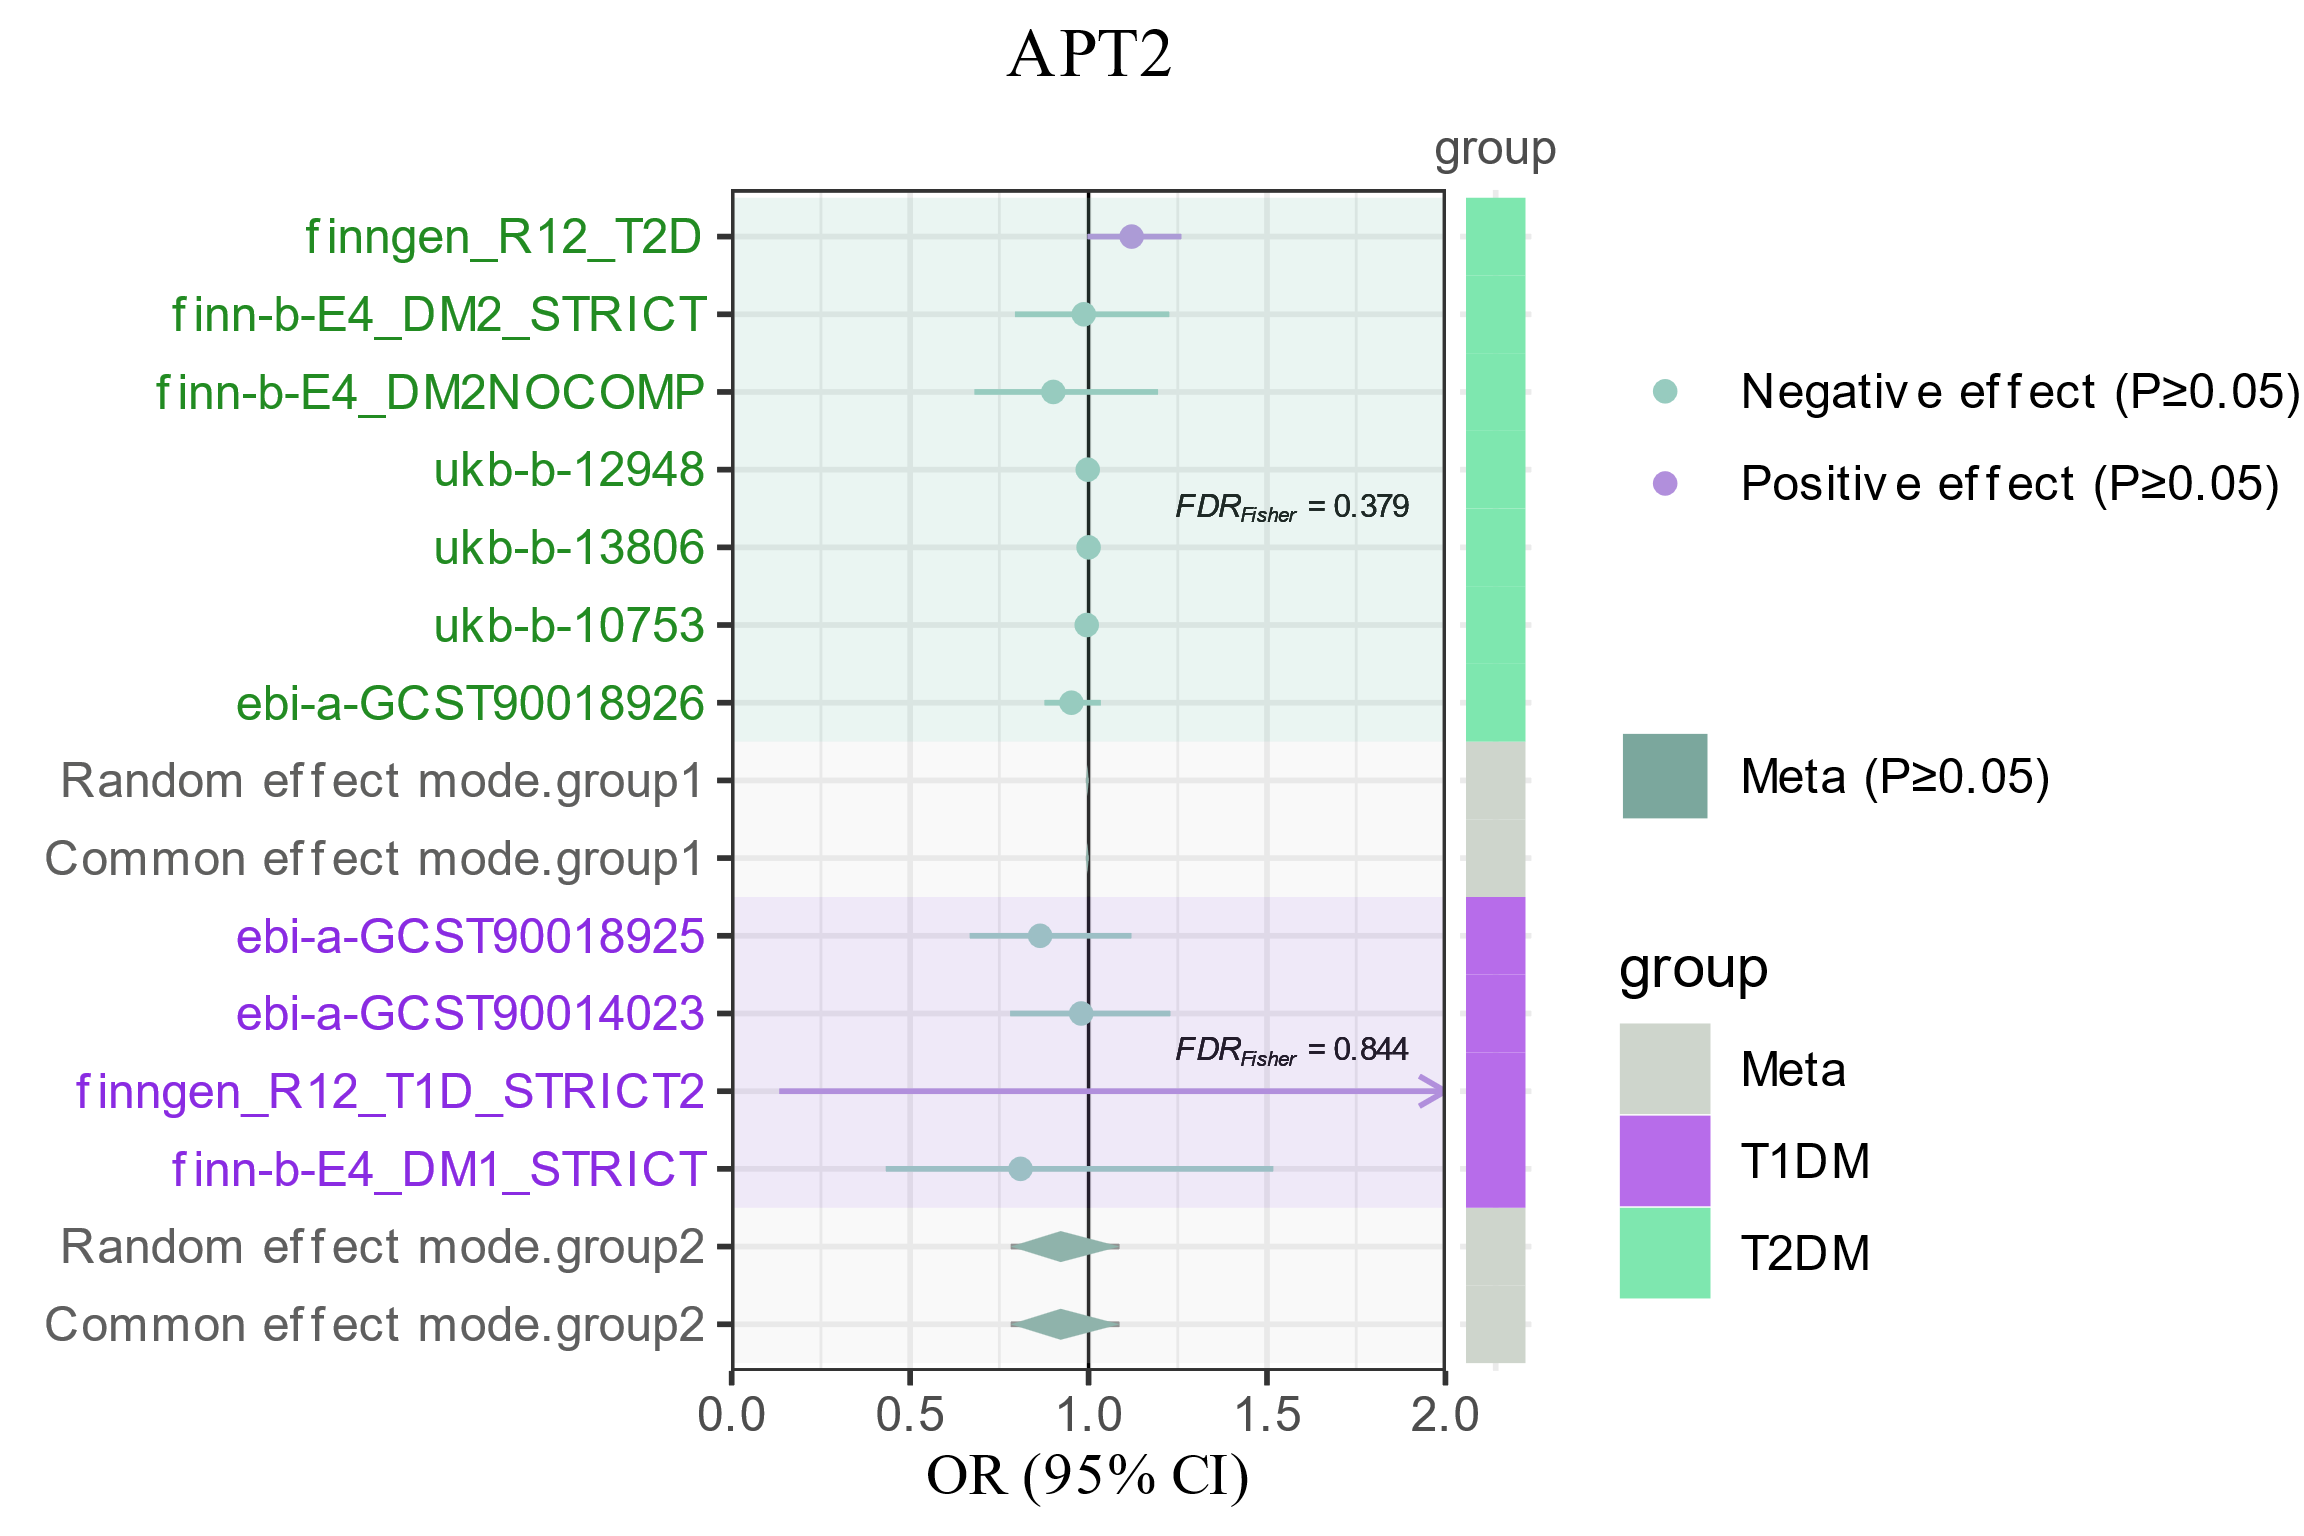 APT2
group
finngen_R12_T2D
finn-b-E4_DM2_STRICT
finn-b-E4_DM2NOCOMP
ukb-b-12948
FDRFisher = 0.379
ukb-b-13806
ukb-b-10753
ebi-a-GCST90018926
Random effect mode.group1
Common effect mode.group1
ebi-a-GCST90018925
ebi-a-GCST90014023
FDRFisher = 0.844
finngen_R12_T1D_STRICT2
finn-b-E4_DM1_STRICT
Random effect mode.group2
Common effect mode.group2
0.0 0.5 1.0 1.5 2.0
OR (95% CI)
Negative effect (P≥0.05)
Positive effect (P≥0.05)
Meta (P≥0.05)
group
Meta
T1DM
T2DM